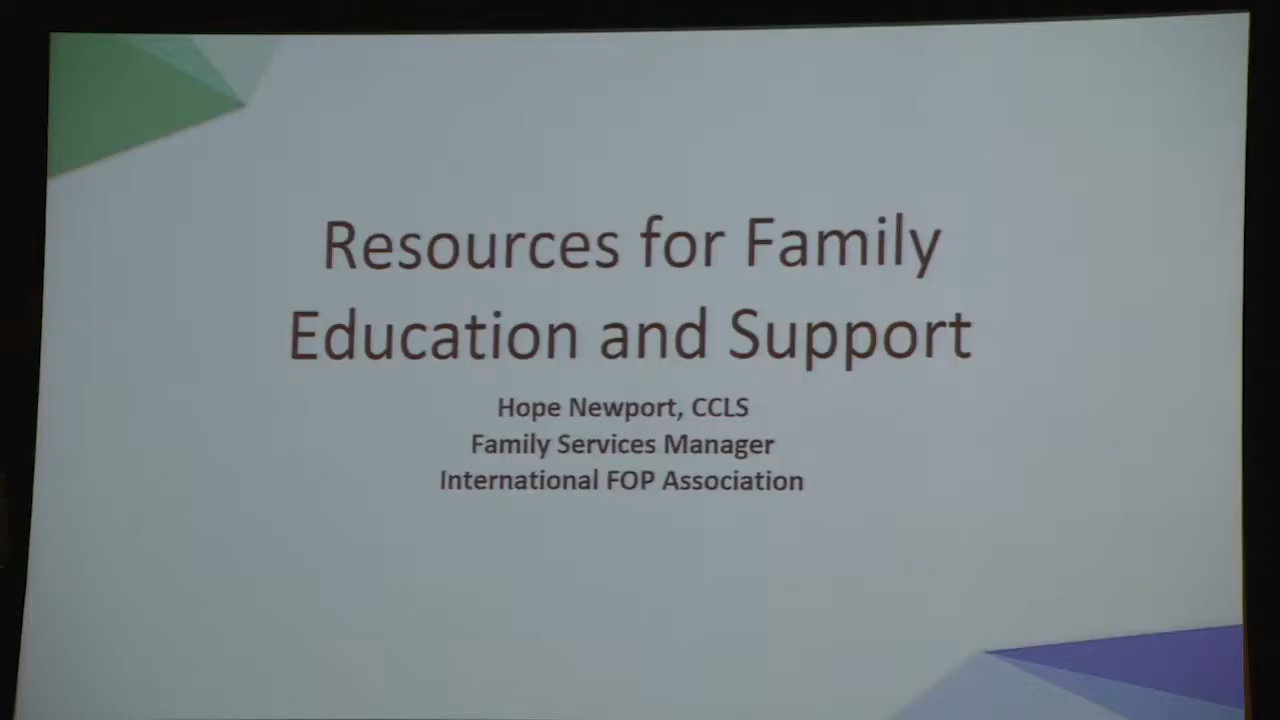 Resources for Family
Education and Support
Hope Newport, CCLS
Family Services Manager
International FOP Association